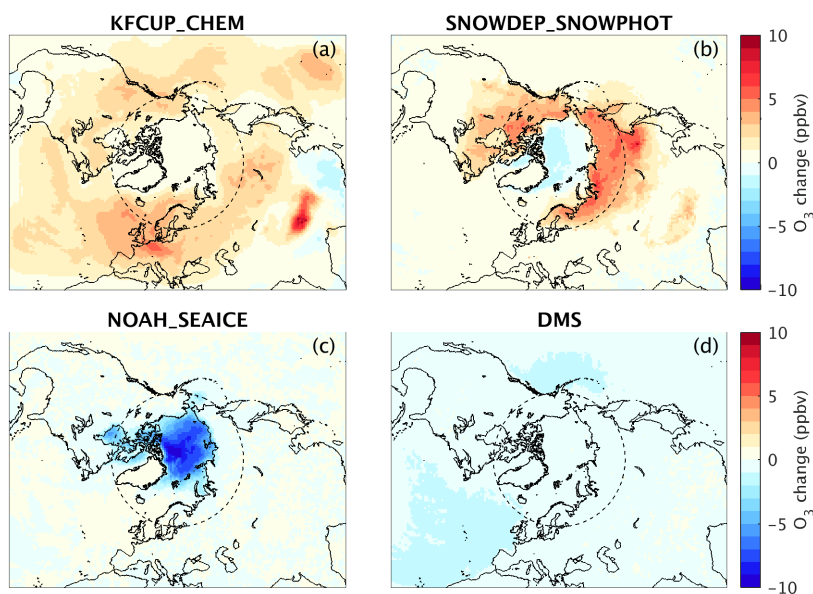 KFCUP_CHEM
SNOWDEP_SNOWPHOT
(a)
(b)
10
5
0
−5
−10
O3 change (ppbv)
NOAH_SEAICE
DMS
(c)
(d)
10
5
0
−5
−10
O3 change (ppbv)